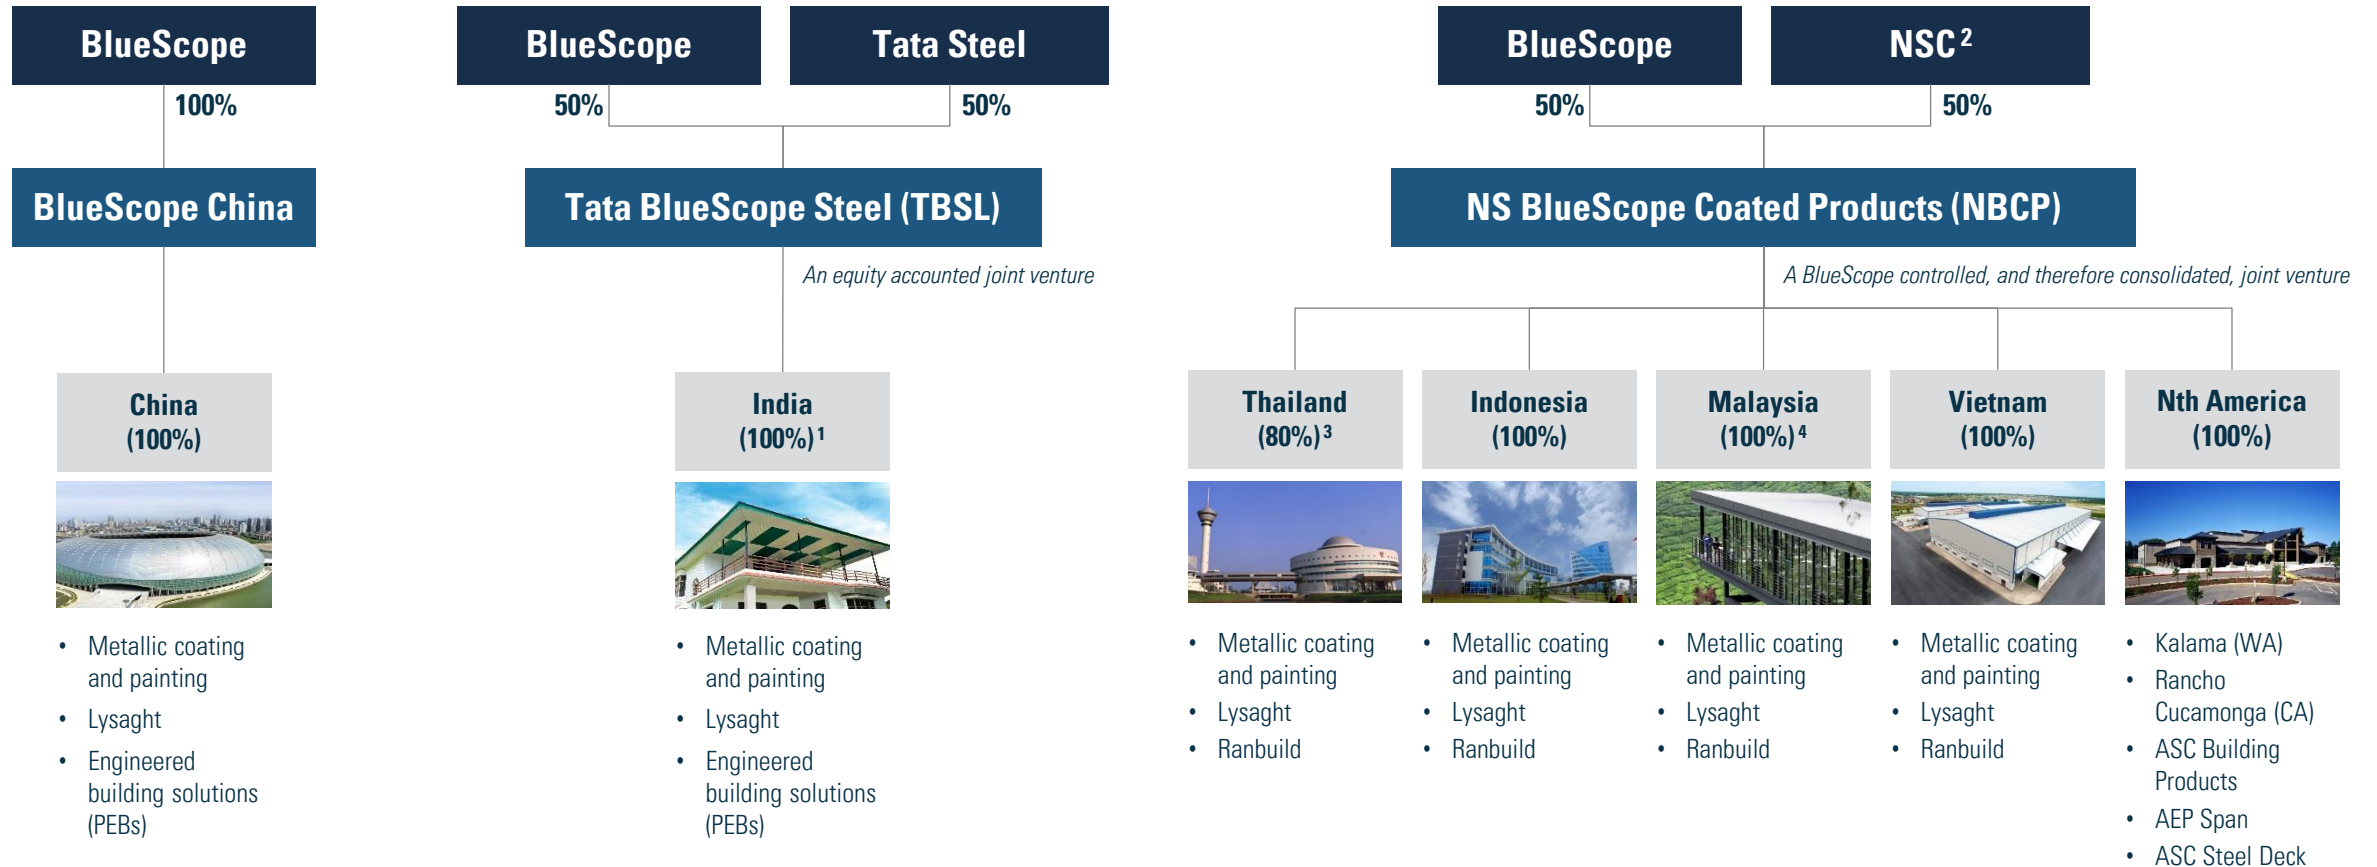 BlueScope
100%
BlueScope China
China
(100%)
• Metallic coating
and painting
• Lysaght
• Engineered
building solutions
(PEBs)
BlueScope
Tata Steel
50%
50%
Tata BlueScope Steel (TBSL)
An equity accounted joint venture
India
(100%) 1
• Metallic coating
and painting
• Lysaght
• Engineered
building solutions
(PEBs)
BlueScope
NSC 2
50%
50%
NS BlueScope Coated Products (NBCP)
A BlueScope controlled, and therefore consolidated, joint venture
Thailand
(80%) 3
• Metallic coating
and painting
• Lysaght
• Ranbuild
Indonesia
(100%)
• Metallic coating
and painting
• Lysaght
• Ranbuild
Malaysia
(100%) 4
• Metallic coating
and painting
• Lysaght
• Ranbuild
Vietnam
(100%)
• Metallic coating
and painting
• Lysaght
• Ranbuild
Nth America
(100%)
• Kalama (WA)
• Rancho
Cucamonga (CA)
• ASC Building
Products
• AEP Span
• ASC Steel Deck